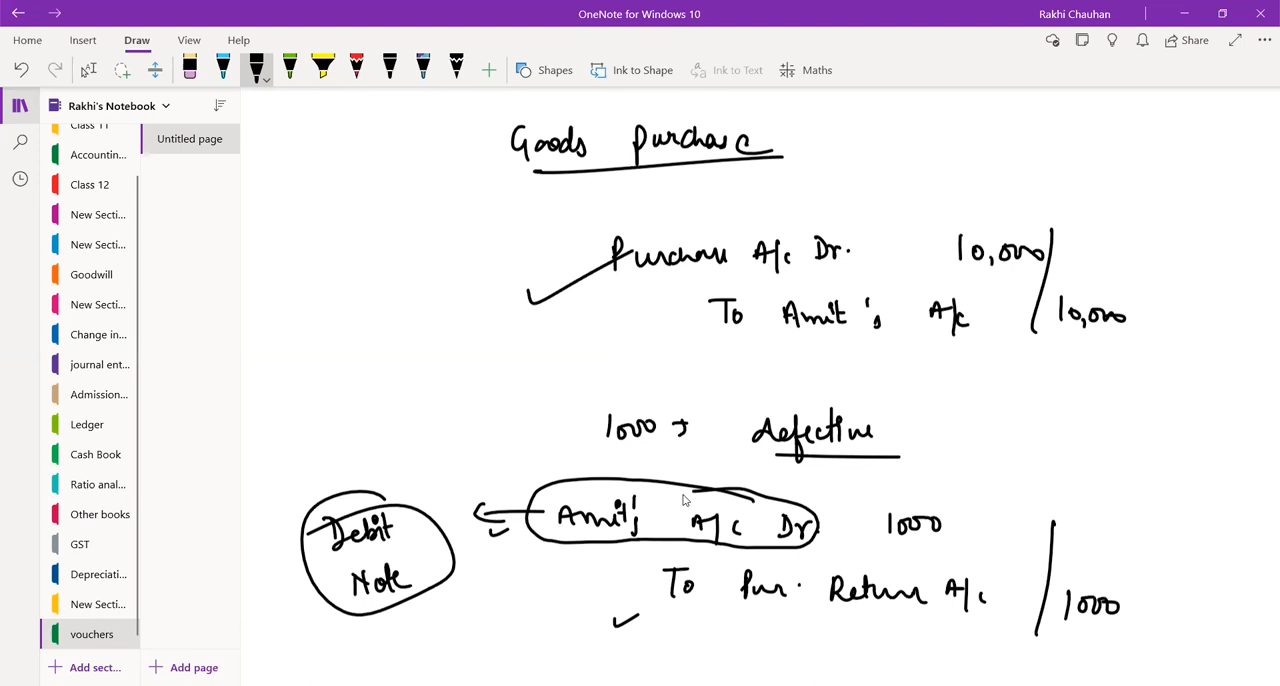 OneNote for Windows 10
Rakhi Chauhan
Home Insert Draw View Help
Share
Shapes Ink to Shape Ink to Text Maths
Rakhi's Notebook
Class 11
Accountin...
Class 12
New Secti...
New Secti...
Goodwill
New Secti...
Change in...
journal ent...
Admission...
Ledger
Cash Book
Ratio anal...
Other books
GST
Depreciati...
New Secti...
vouchers
Add sect...
Untitled page
Add page
Goods Purchase
Purchase A/c Dr. 10,000
To Amit's A/c 10,000
1000 → defective
Amit's A/c Dr 1000
To Pur. Return A/c 1000
Debit
Note